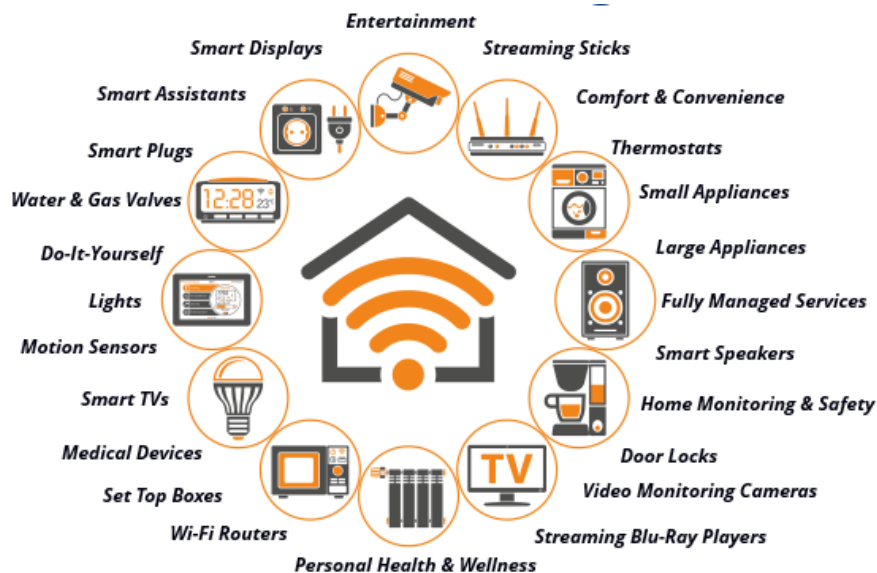 Entertainment
Smart Displays
Streaming Sticks
Smart Assistants
Comfort & Convenience
Smart Plugs
Thermostats
Water & Gas Valves
12:28
23°C
Small Appliances
Do-It-Yourself
Large Appliances
Lights
Fully Managed Services
Motion Sensors
Smart Speakers
Smart TVs
Home Monitoring & Safety
Medical Devices
Door Locks
TV
Set Top Boxes
Video Monitoring Cameras
Wi-Fi Routers
Streaming Blu-Ray Players
Personal Health & Wellness